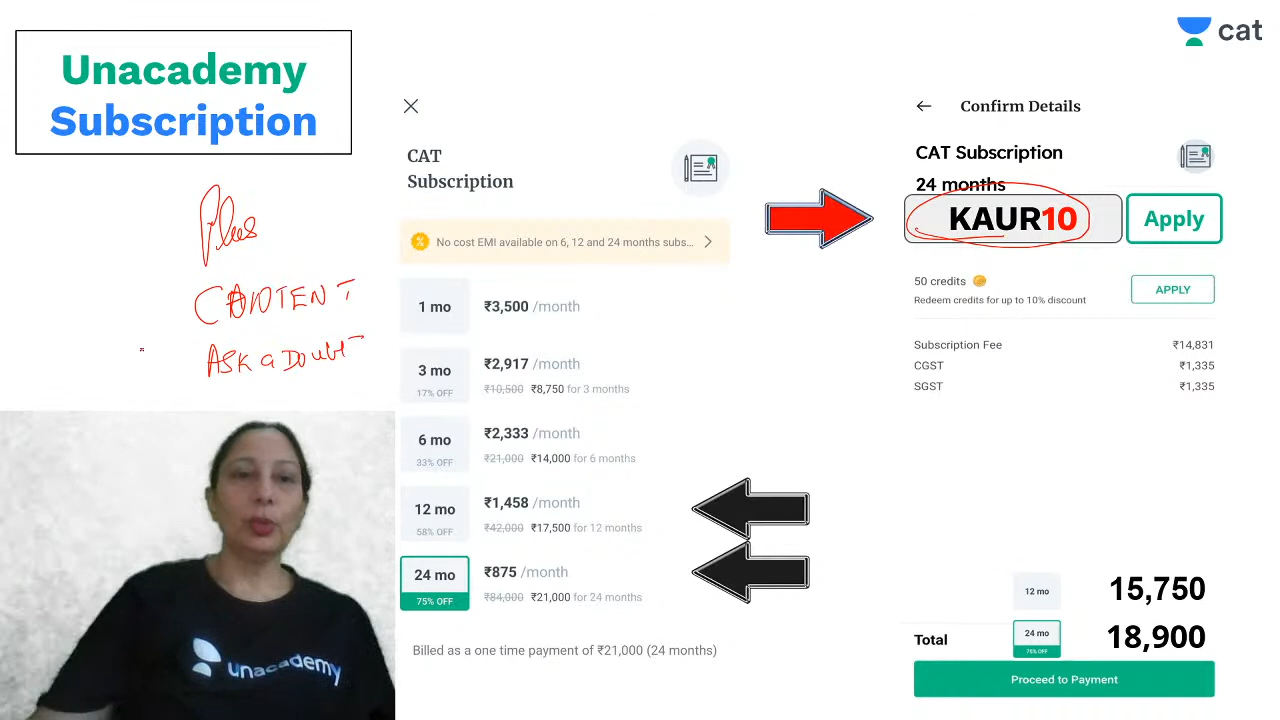 Unacademy
Subscription
cat
Plus
CONTENT
ASK a Doubt
unacademy
CAT
Subscription
No cost EMI available on 6, 12 and 24 months subs...
1 mo ₹3,500 /month
3 mo ₹2,917 /month
17% OFF ₹10,500 ₹8,750 for 3 months
6 mo ₹2,333 /month
33% OFF ₹21,000 ₹14,000 for 6 months
12 mo ₹1,458 /month
58% OFF ₹42,000 ₹17,500 for 12 months
24 mo ₹875 /month
75% OFF ₹84,000 ₹21,000 for 24 months
Billed as a one time payment of ₹21,000 (24 months)
Confirm Details
CAT Subscription
24 months
KAUR10 Apply
50 credits
Redeem credits for up to 10% discount
APPLY
Subscription Fee ₹14,831
CGST ₹1,335
SGST ₹1,335
12 mo 15,750
Total 24 mo 18,900
75% OFF
Proceed to Payment